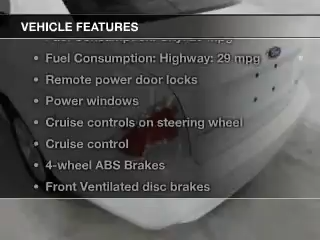 VEHICLE FEATURES
• Fuel Consumption: Highway: 29 mpg
• Remote power door locks
• Power windows
• Cruise controls on steering wheel
• Cruise control
• 4-wheel ABS Brakes
• Front Ventilated disc brakes